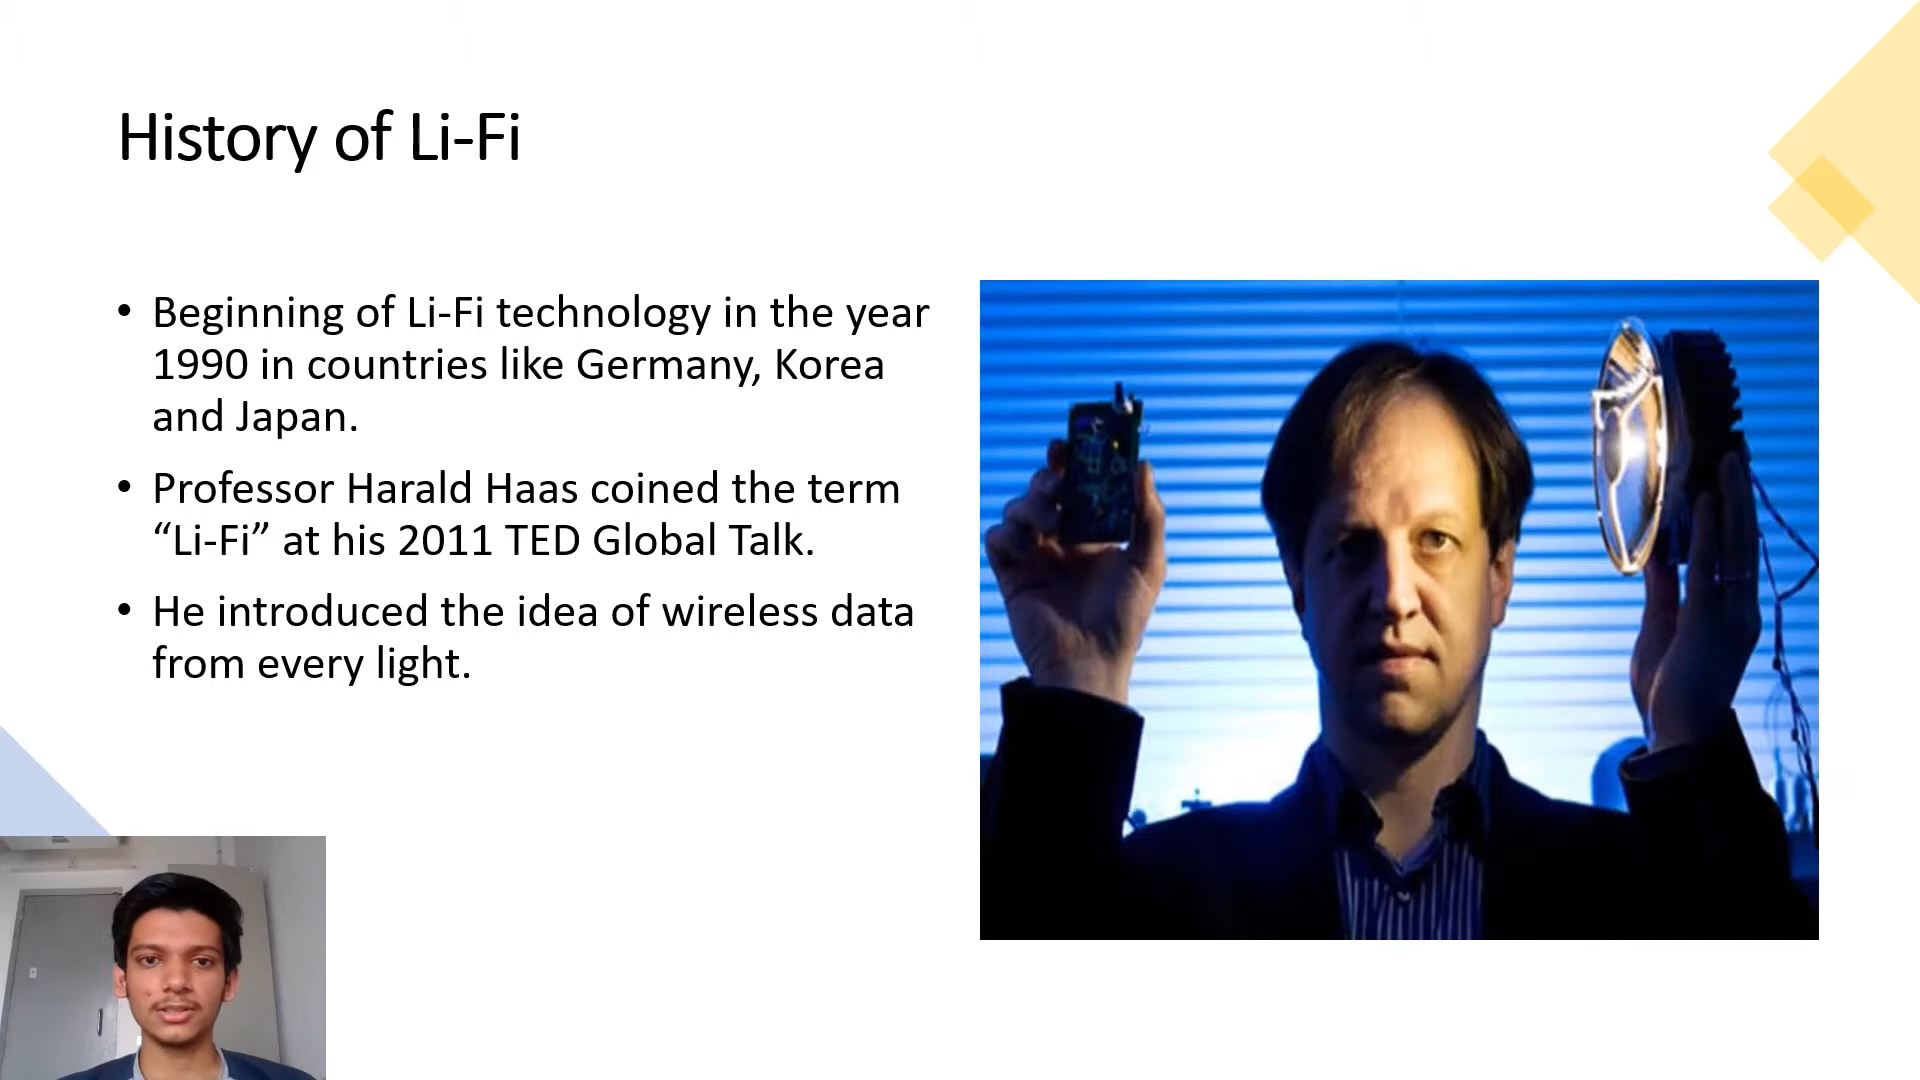 History of Li-Fi
• Beginning of Li-Fi technology in the year
1990 in countries like Germany, Korea
and Japan.
• Professor Harald Haas coined the term
“Li-Fi” at his 2011 TED Global Talk.
• He introduced the idea of wireless data
from every light.